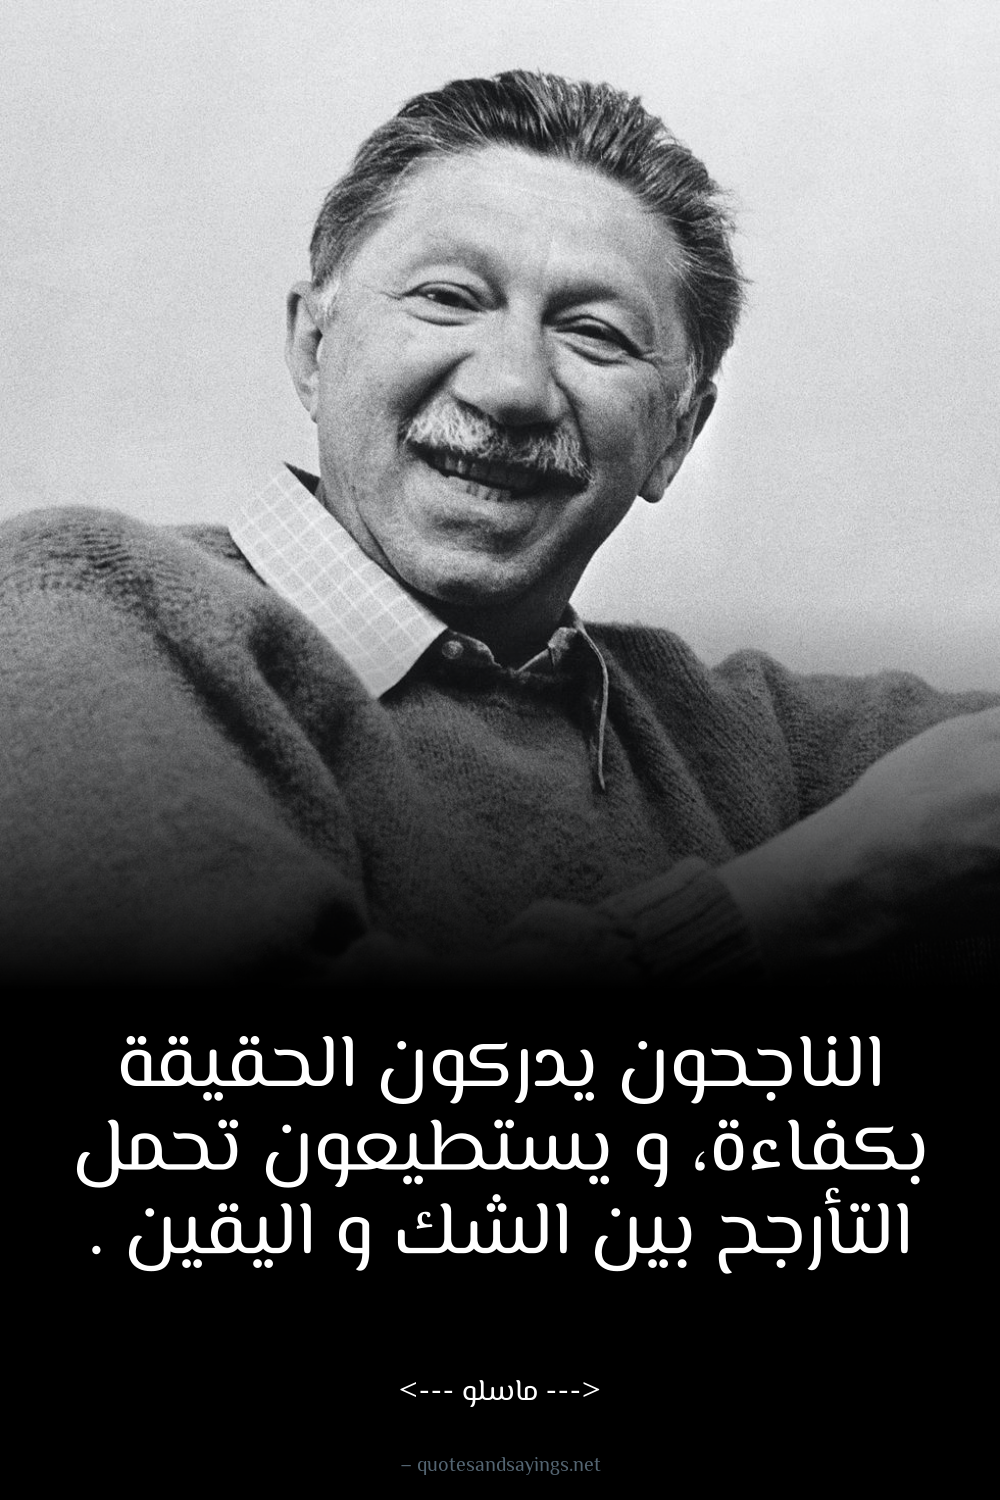 الناجحون يدركون الحقيقة
بكفاءة، و يستطيعون تحمل
التأرجح بين الشك و اليقين .
<--- ماسلو --->
– quotesandsayings.net